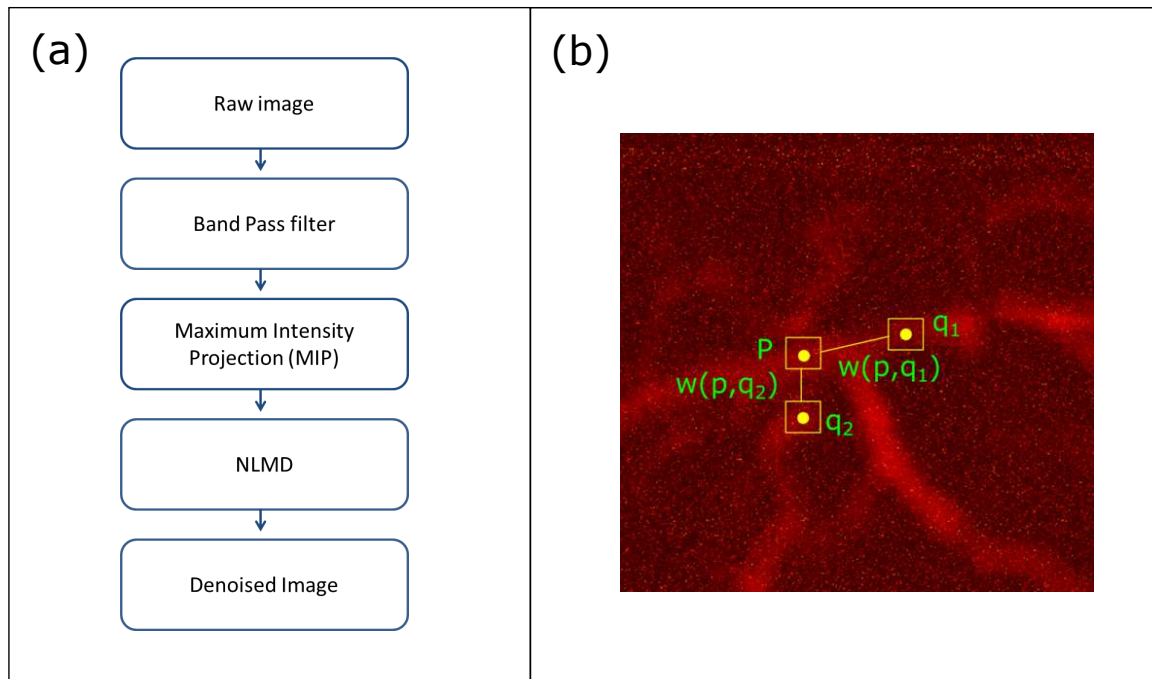 (a)
Raw image
Band Pass filter
Maximum Intensity
Projection (MIP)
NLMD
Denoised Image
(b)
P
q₁
w(p,q₁)
w(p,q₂)
q₂